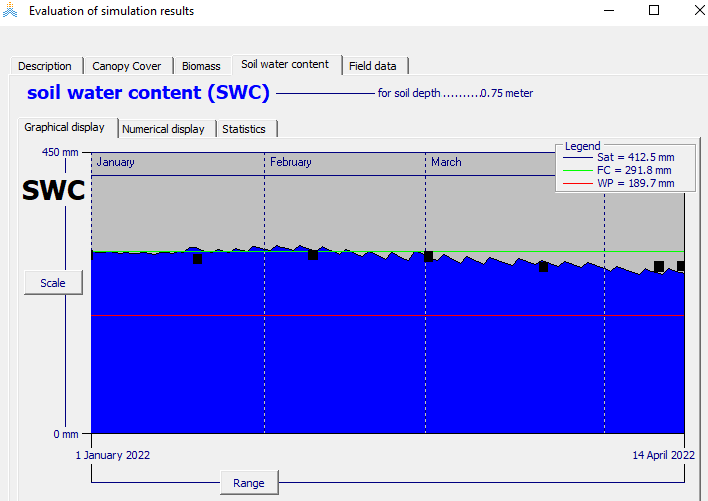 Evaluation of simulation results
Description Canopy Cover Biomass Soil water content Field data
soil water content (SWC) for soil depth ..........0.75 meter
Graphical display Numerical display Statistics
450 mm
January February March
Legend
Sat = 412.5 mm
FC = 291.8 mm
WP = 189.7 mm
SWC
Scale
0 mm
1 January 2022 14 April 2022
Range